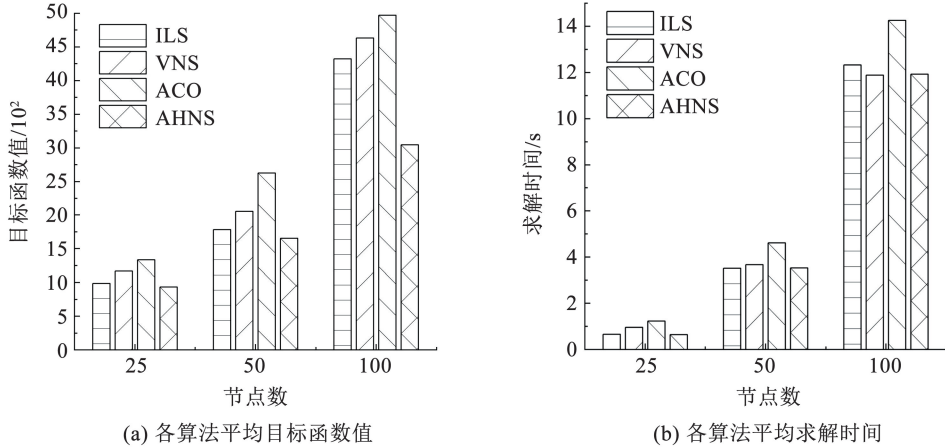 50
45
40
35
30
25
20
15
10
5
0
目标函数值/10²
ILS
VNS
ACO
AHNS
25
50
100
节点数
(a) 各算法平均目标函数值
14
12
10
8
6
4
2
0
求解时间/s
ILS
VNS
ACO
AHNS
25
50
100
节点数
(b) 各算法平均求解时间